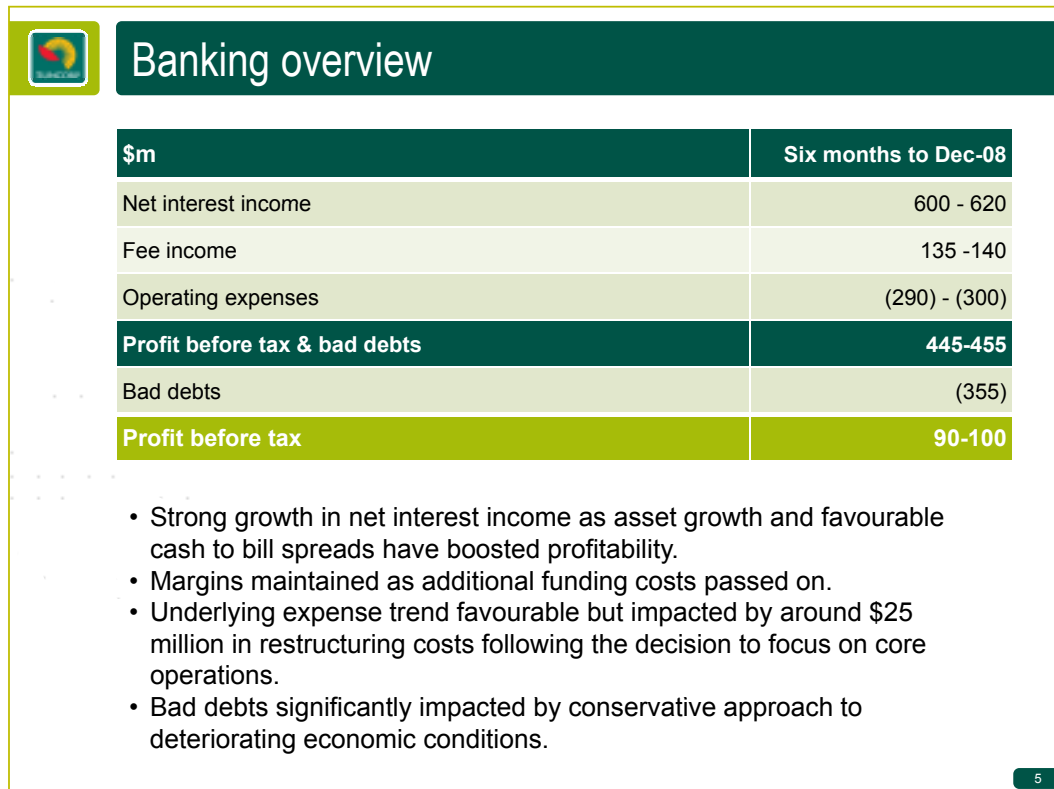 Banking overview
$m Six months to Dec-08
Net interest income 600 - 620
Fee income 135 -140
Operating expenses (290) - (300)
Profit before tax & bad debts 445-455
Bad debts (355)
Profit before tax 90-100
• Strong growth in net interest income as asset growth and favourable
cash to bill spreads have boosted profitability.
• Margins maintained as additional funding costs passed on.
• Underlying expense trend favourable but impacted by around $25
million in restructuring costs following the decision to focus on core
operations.
• Bad debts significantly impacted by conservative approach to
deteriorating economic conditions.
5